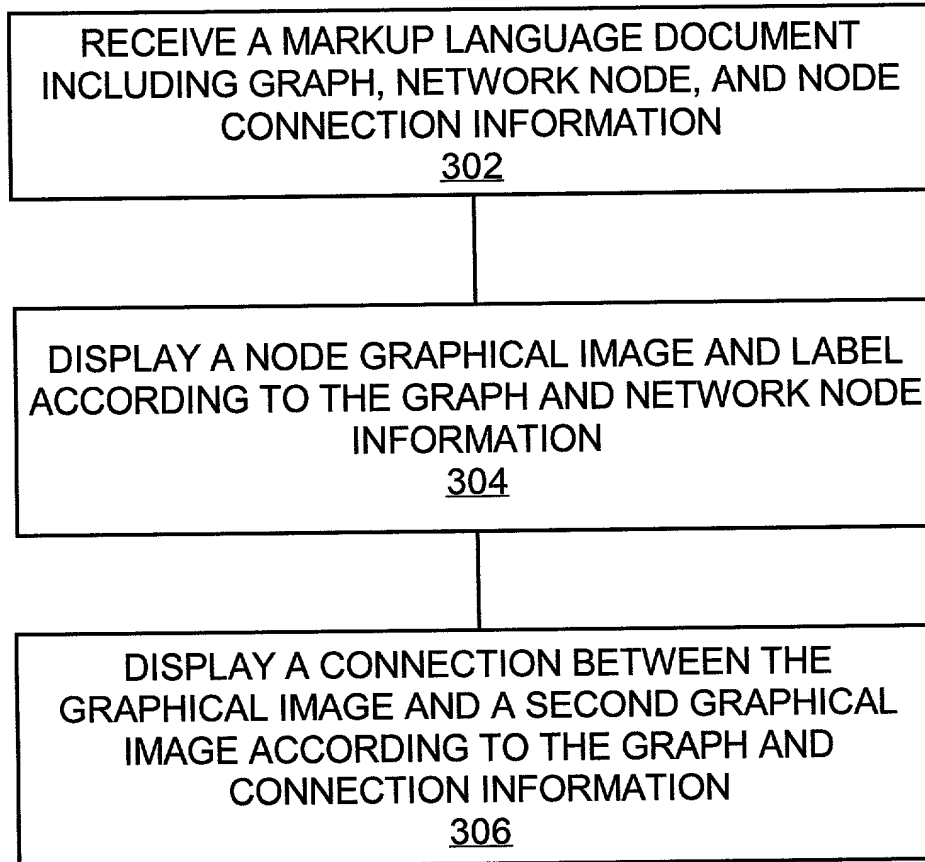 RECEIVE A MARKUP LANGUAGE DOCUMENT
INCLUDING GRAPH, NETWORK NODE, AND NODE
CONNECTION INFORMATION
302
DISPLAY A NODE GRAPHICAL IMAGE AND LABEL
ACCORDING TO THE GRAPH AND NETWORK NODE
INFORMATION
304
DISPLAY A CONNECTION BETWEEN THE
GRAPHICAL IMAGE AND A SECOND GRAPHICAL
IMAGE ACCORDING TO THE GRAPH AND
CONNECTION INFORMATION
306